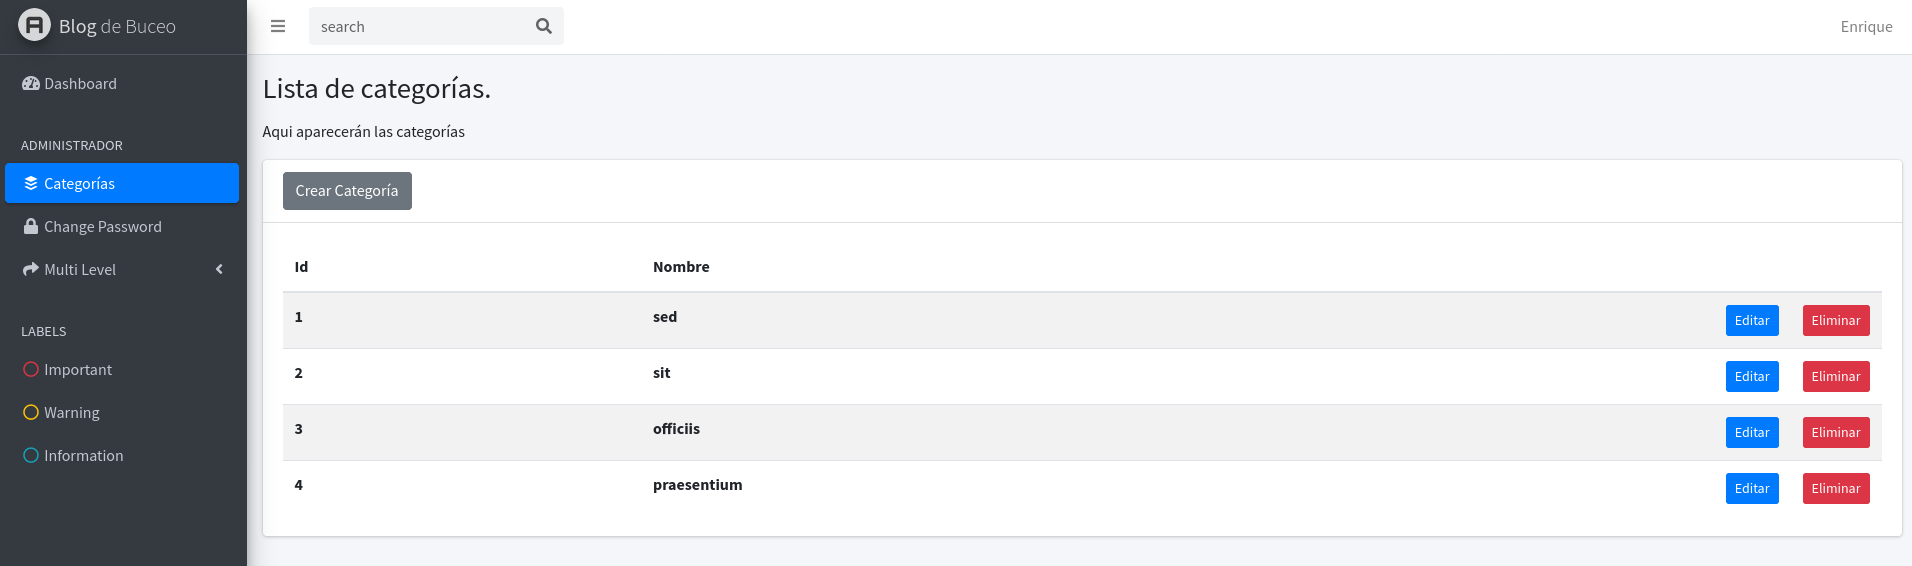 Blog de Buceo
search
Enrique
Dashboard
ADMINISTRADOR
Categorías
Change Password
Multi Level
LABELS
Important
Warning
Information
Lista de categorías.
Aqui aparecerán las categorías
Crear Categoría
Id Nombre
1 sed Editar Eliminar
2 sit Editar Eliminar
3 officiis Editar Eliminar
4 praesentium Editar Eliminar